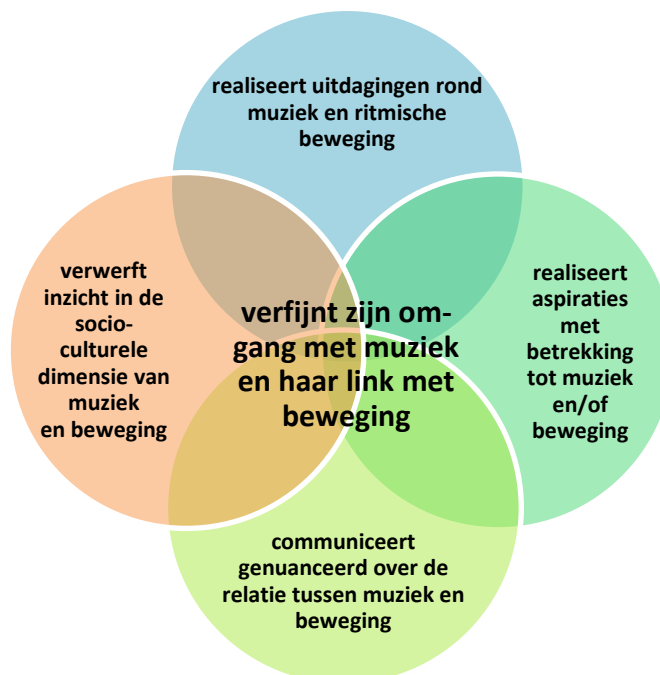 realiseert uitdagingen rond
muziek en ritmische
beweging
verwerft
inzicht in de
socio-
culturele
dimensie van
muziek
en beweging
verfijnt zijn om-
gang met muziek
en haar link met
beweging
realiseert
aspiraties
met
betrekking
tot muziek
en/of
beweging
communiceert
genuanceerd over de
relatie tussen muziek en
beweging